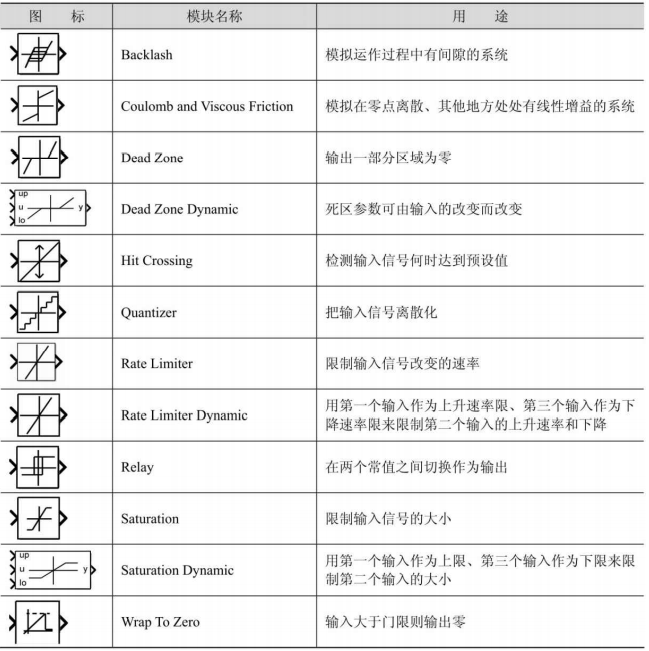 图 标 模块名称 用 途
Backlash 模拟运作过程中有间隙的系统
Coulomb and Viscous Friction 模拟在零点离散、其他地方处处有线性增益的系统
Dead Zone 输出一部分区域为零
up
u y
lo
Dead Zone Dynamic 死区参数可由输入的改变而改变
Hit Crossing 检测输入信号何时达到预设值
Quantizer 把输入信号离散化
Rate Limiter 限制输入信号改变的速率
Rate Limiter Dynamic 用第一个输入作为上升速率限、第三个输入作为下
降速率限来限制第二个输入的上升速率和下降
Relay 在两个常值之间切换作为输出
Saturation 限制输入信号的大小
up
u y
lo
Saturation Dynamic 用第一个输入作为上限、第三个输入作为下限来限
制第二个输入的大小
Wrap To Zero 输入大于门限则输出零